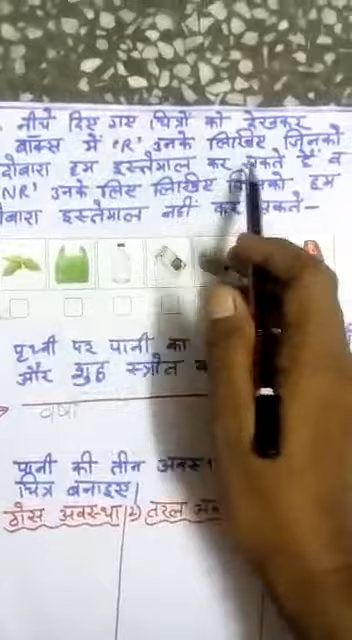 नीचे दिए गए चित्रों को देखकर
बॉक्स में 'R' उनके लिखिए जिनको
दोबारा हम इस्तेमाल कर सकते हैं व
'NR' उनके लिए लिखिए जिनको हम
दोबारा इस्तेमाल नहीं कर सकते-
पृथ्वी पर पानी का
और शुद्ध स्त्रोत
वर्षा
पानी की तीन
चित्र बनाइए|
गैस अवस्था 2) तरल